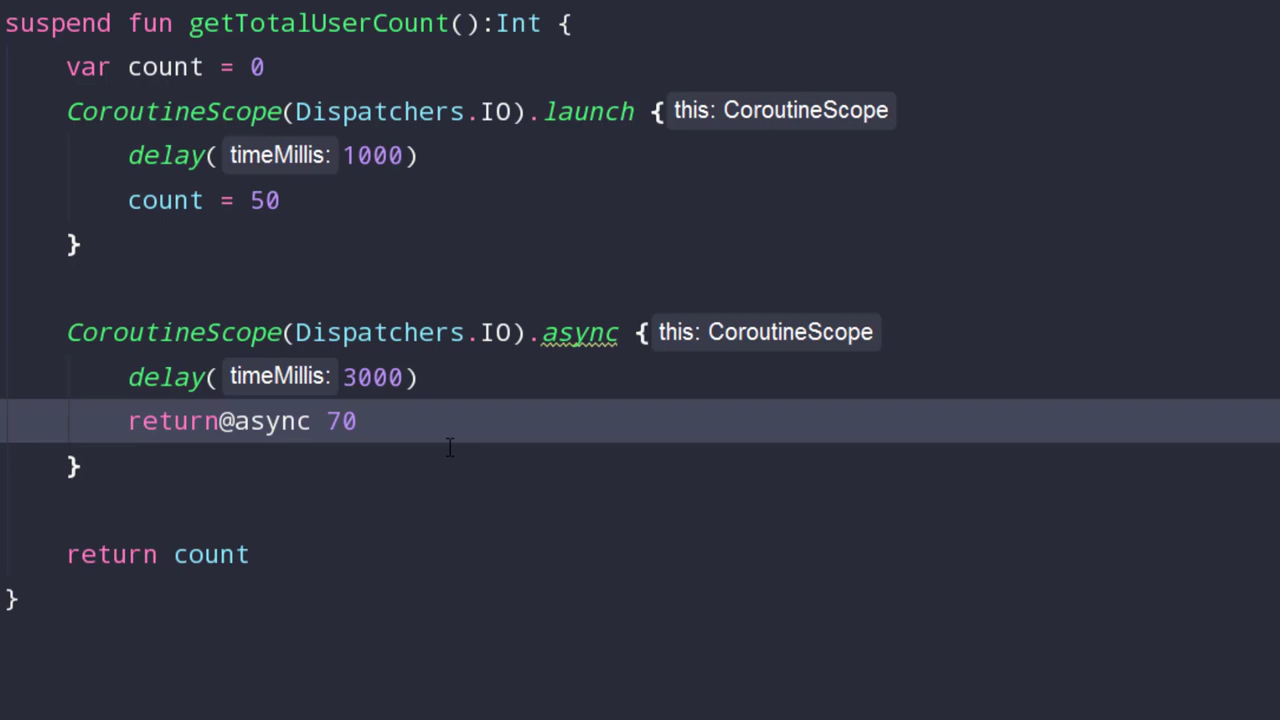 suspend fun getTotalUserCount():Int {
var count = 0
CoroutineScope(Dispatchers.IO).launch { this: CoroutineScope
delay( timeMillis: 1000)
count = 50
}
CoroutineScope(Dispatchers.IO).async { this: CoroutineScope
delay( timeMillis: 3000)
return@async 70
}
return count
}